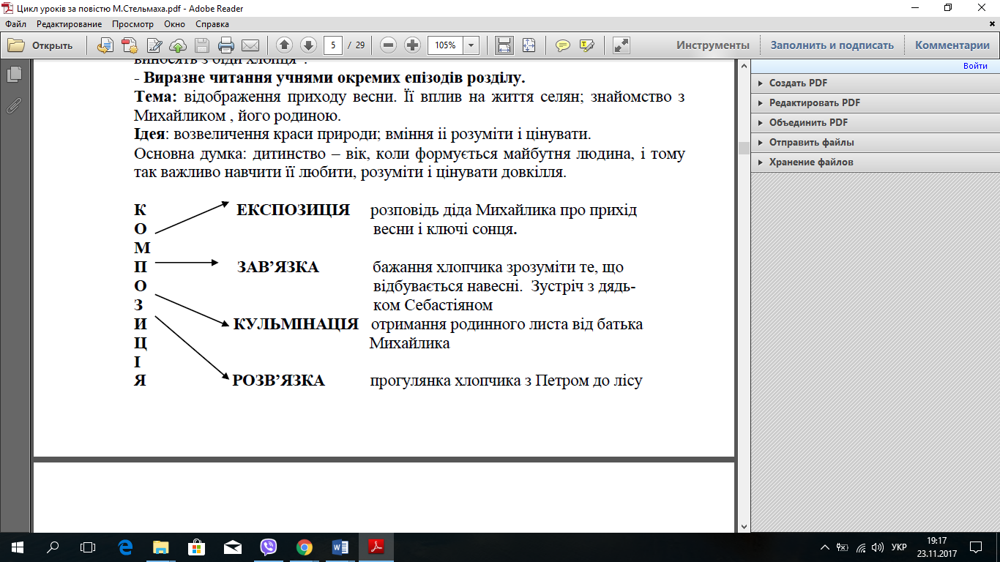 Цикл уроків за повістю М.Стельмаха.pdf - Adobe Reader
Файл Редактирование Просмотр Окно Справка
Открыть 5 / 29 105% Инструменты Заполнить и подписать Комментарии
Войти
Создать PDF
Редактировать PDF
Объединить PDF
Отправить файлы
Хранение файлов
виносять з біди хлопця".
- Виразне читання учнями окремих епізодів розділу.
Тема: відображення приходу весни. Її вплив на життя селян; знайомство з
Михайликом , його родиною.
Ідея: возвеличення краси природи; вміння іі розуміти і цінувати.
Основна думка: дитинство – вік, коли формується майбутня людина, і тому
так важливо навчити її любити, розуміти і цінувати довкілля.
К ЕКСПОЗИЦІЯ розповідь діда Михайлика про прихід
О весни і ключі сонця.
М
П ЗАВ’ЯЗКА бажання хлопчика зрозуміти те, що
О відбувається навесні. Зустріч з дядь-
З ком Себастіяном
И КУЛЬМІНАЦІЯ отримання родинного листа від батька
Ц Михайлика
І
Я РОЗВ’ЯЗКА прогулянка хлопчика з Петром до лісу
УКР
19:17
23.11.2017